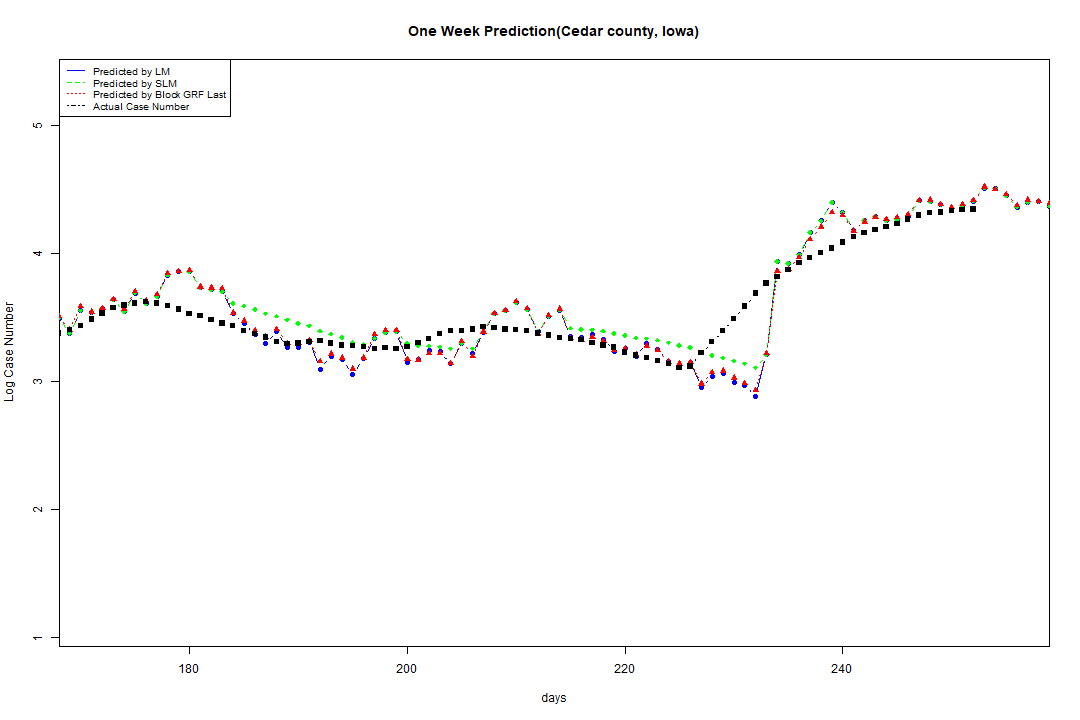 One Week Prediction(Cedar county, Iowa)
Predicted by LM
Predicted by SLM
Predicted by Block GRF Last
Actual Case Number
5
4
3
2
1
Log Case Number
180 200 220 240
days